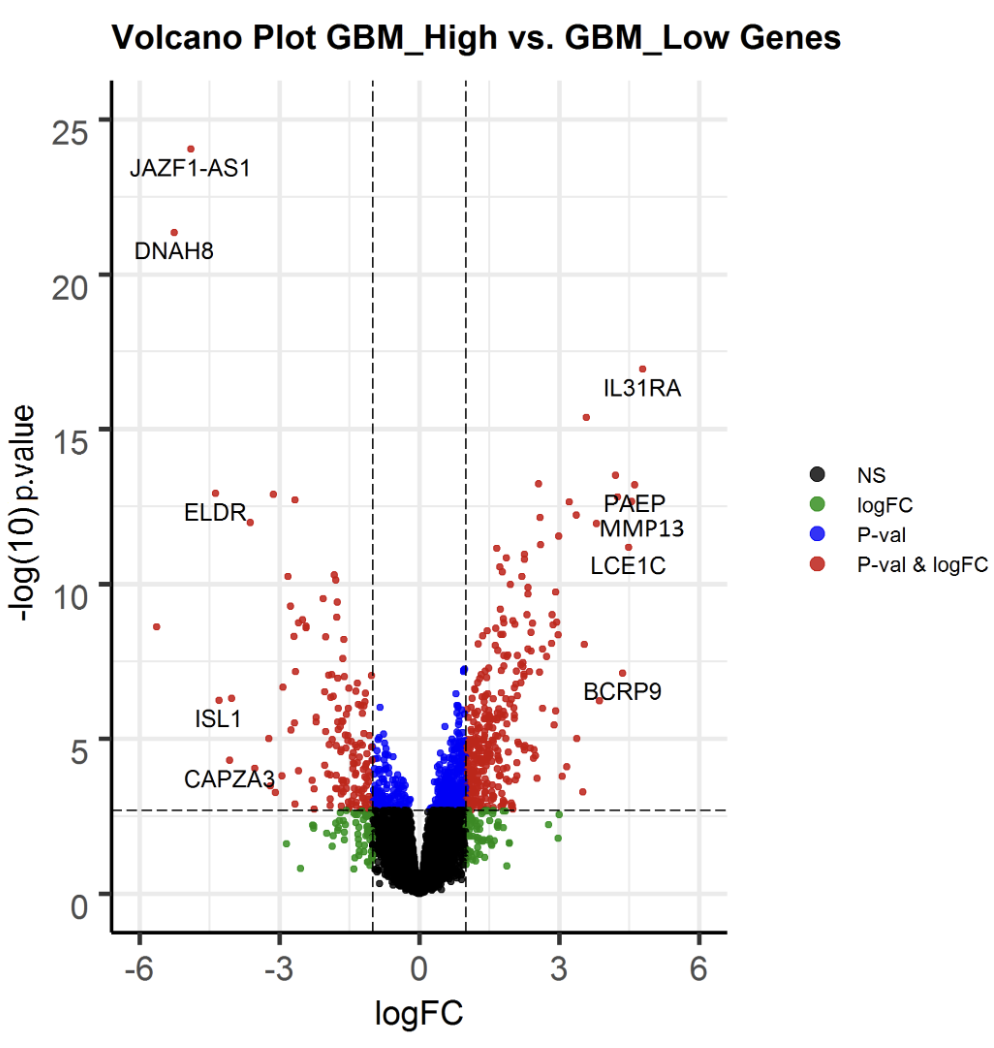 Volcano Plot GBM_High vs. GBM_Low Genes
-log(10) p.value
25
20
15
10
5
0
JAZF1-AS1
DNAH8
IL31RA
ELDR
PAEP
MMP13
LCE1C
BCRP9
ISL1
CAPZA3
NS
logFC
P-val
P-val & logFC
-6
-3
0
3
6
logFC